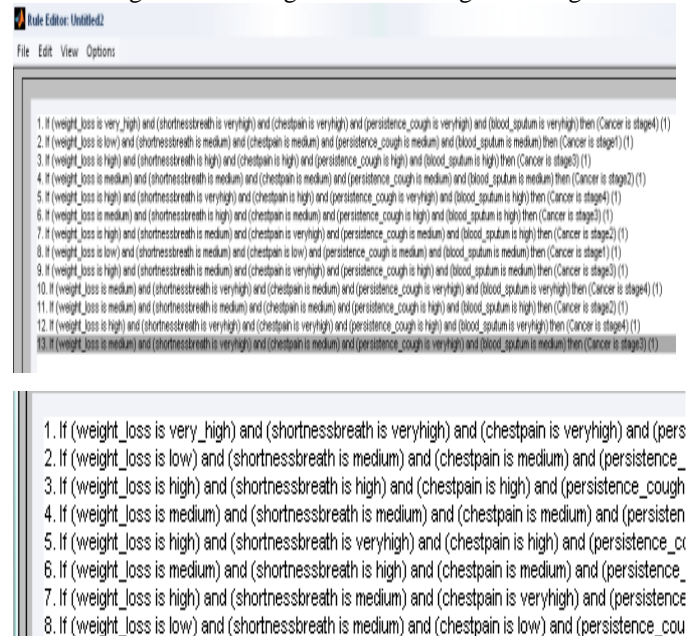 Rule Editor: Untitled2
File Edit View Options
1. If (weight_loss is very_high) and (shortnessbreath is veryhigh) and (chestpain is veryhigh) and (persistence_cough is veryhigh) and (blood_sputum is veryhigh) then (Cancer is stage4) (1)
2. If (weight_loss is low) and (shortnessbreath is medium) and (chestpain is medium) and (persistence_cough is medium) and (blood_sputum is medium) then (Cancer is stage1) (1)
3. If (weight_loss is high) and (shortnessbreath is high) and (chestpain is high) and (persistence_cough is high) and (blood_sputum is high) then (Cancer is stage3) (1)
4. If (weight_loss is medium) and (shortnessbreath is medium) and (chestpain is medium) and (persistence_cough is medium) and (blood_sputum is medium) then (Cancer is stage2) (1)
5. If (weight_loss is high) and (shortnessbreath is veryhigh) and (chestpain is high) and (persistence_cough is veryhigh) and (blood_sputum is high) then (Cancer is stage4) (1)
6. If (weight_loss is medium) and (shortnessbreath is high) and (chestpain is medium) and (persistence_cough is high) and (blood_sputum is high) then (Cancer is stage3) (1)
7. If (weight_loss is high) and (shortnessbreath is medium) and (chestpain is veryhigh) and (persistence_cough is medium) and (blood_sputum is high) then (Cancer is stage2) (1)
8. If (weight_loss is low) and (shortnessbreath is medium) and (chestpain is low) and (persistence_cough is medium) and (blood_sputum is medium) then (Cancer is stage1) (1)
9. If (weight_loss is high) and (shortnessbreath is medium) and (chestpain is veryhigh) and (persistence_cough is high) and (blood_sputum is medium) then (Cancer is stage3) (1)
10. If (weight_loss is medium) and (shortnessbreath is veryhigh) and (chestpain is medium) and (persistence_cough is veryhigh) and (blood_sputum is veryhigh) then (Cancer is stage4) (1)
11. If (weight_loss is medium) and (shortnessbreath is medium) and (chestpain is medium) and (persistence_cough is high) and (blood_sputum is high) then (Cancer is stage2) (1)
12. If (weight_loss is high) and (shortnessbreath is veryhigh) and (chestpain is veryhigh) and (persistence_cough is high) and (blood_sputum is veryhigh) then (Cancer is stage4) (1)
13. If (weight_loss is medium) and (shortnessbreath is veryhigh) and (chestpain is medium) and (persistence_cough is veryhigh) and (blood_sputum is medium) then (Cancer is stage3) (1)
1. If (weight_loss is very_high) and (shortnessbreath is veryhigh) and (chestpain is veryhigh) and (pers
2. If (weight_loss is low) and (shortnessbreath is medium) and (chestpain is medium) and (persistence_
3. If (weight_loss is high) and (shortnessbreath is high) and (chestpain is high) and (persistence_cough
4. If (weight_loss is medium) and (shortnessbreath is medium) and (chestpain is medium) and (persisten
5. If (weight_loss is high) and (shortnessbreath is veryhigh) and (chestpain is high) and (persistence_co
6. If (weight_loss is medium) and (shortnessbreath is high) and (chestpain is medium) and (persistence_
7. If (weight_loss is high) and (shortnessbreath is medium) and (chestpain is veryhigh) and (persistence
8. If (weight_loss is low) and (shortnessbreath is medium) and (chestpain is low) and (persistence_cou